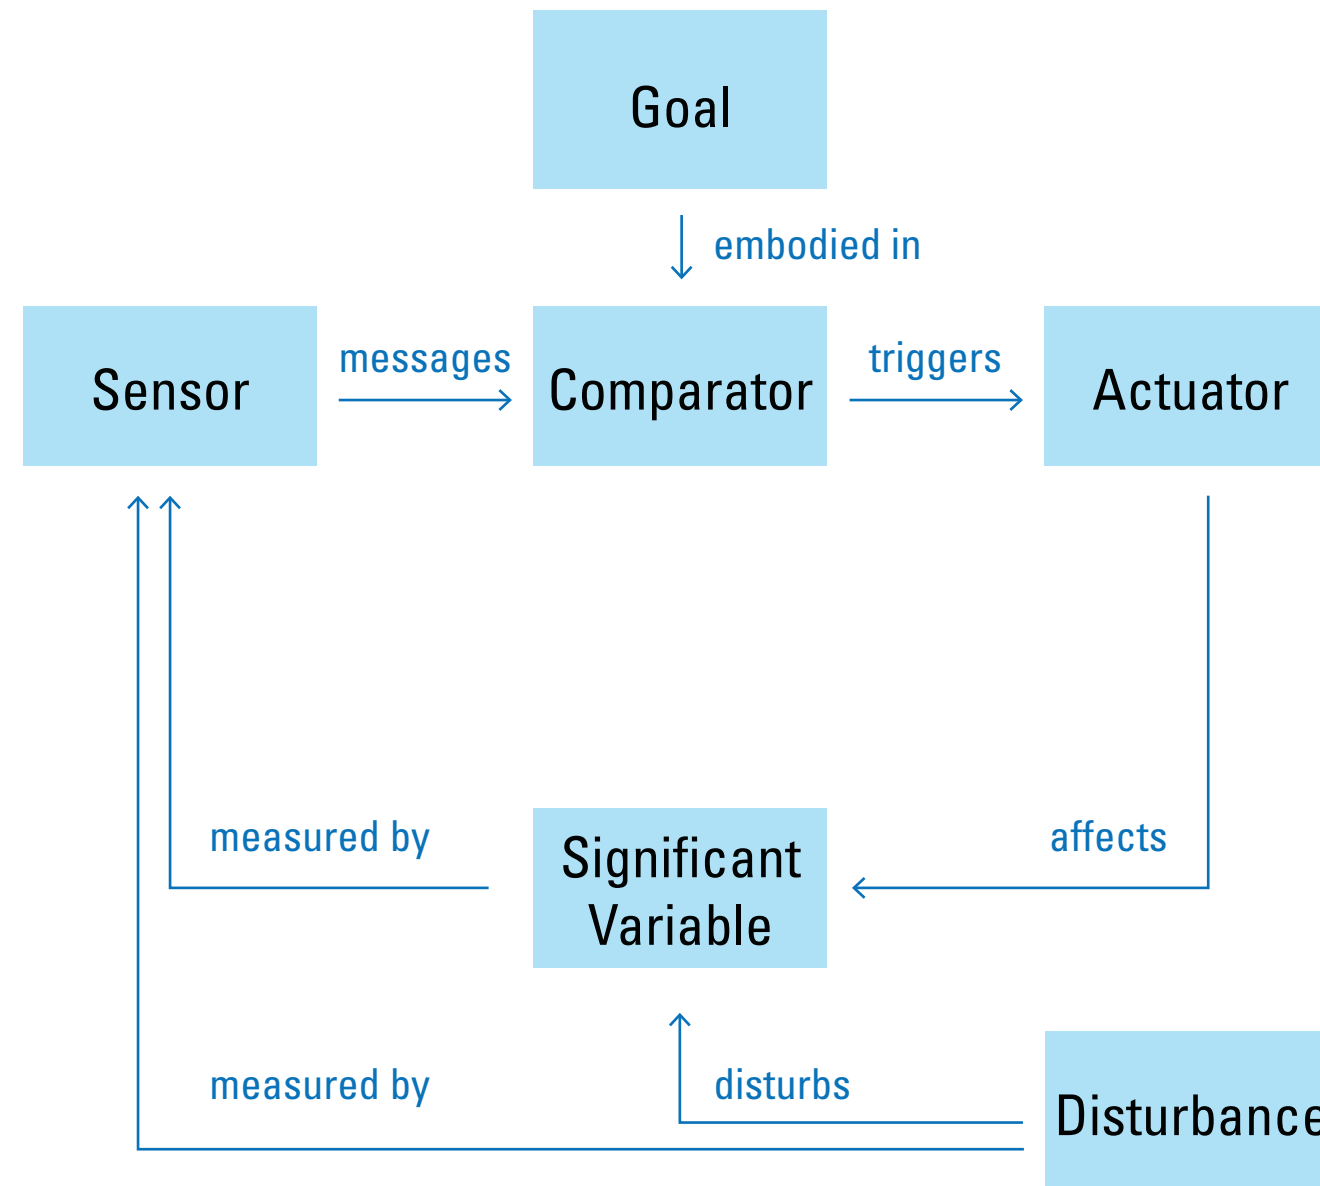 Goal
embodied in
Sensor
messages
Comparator
triggers
Actuator
measured by
Significant
Variable
affects
measured by
disturbs
Disturbance